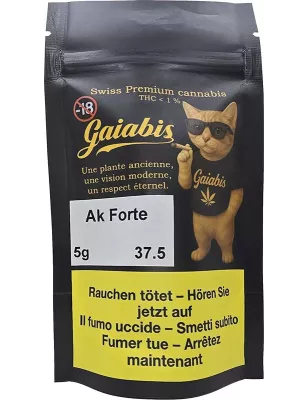 Swiss Premium cannabis
THC < 1 %
-18
Gaiabis
Une plante ancienne,
une vision moderne,
un respect éternel.
Gaiabis
Ak Forte
5g 37.5
Rauchen tötet – Hören Sie
jetzt auf
Il fumo uccide – Smetti subito
Fumer tue – Arrêtez
maintenant